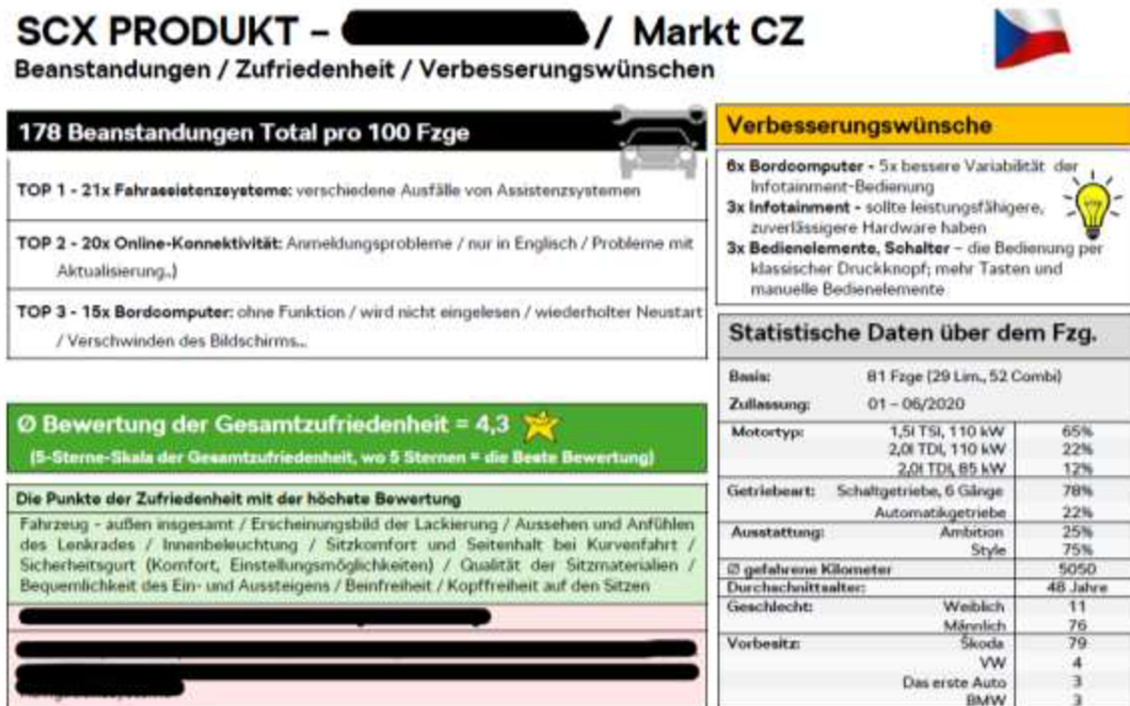 SCX PRODUKT – / Markt CZ
Beanstandungen / Zufriedenheit / Verbesserungswünschen
178 Beanstandungen Total pro 100 Fzge
TOP 1 - 21x Fahrassistenzsysteme: verschiedene Ausfälle von Assistenzsystemen
TOP 2 - 20x Online-Konnektivität: Anmeldungsprobleme / nur in Englisch / Probleme mit
Aktualisierung..)
TOP 3 - 15x Bordcomputer: ohne Funktion / wird nicht eingelesen / wiederholter Neustart
/ Verschwinden des Bildschirms...
Ø Bewertung der Gesamtzufriedenheit = 4,3
(5-Sterne-Skala der Gesamtzufriedenheit, wo 5 Sternen = die Beste Bewertung)
Die Punkte der Zufriedenheit mit der höchste Bewertung
Fahrzeug - außen insgesamt / Erscheinungsbild der Lackierung / Aussehen und Anfühlen
des Lenkrades / Innenbeleuchtung / Sitzkomfort und Seitenhalt bei Kurvenfahrt /
Sicherheitsgurt (Komfort, Einstellungsmöglichkeiten) / Qualität der Sitzmaterialien /
Bequemlichkeit des Ein- und Aussteigens / Beinfreiheit / Kopffreiheit auf den Sitzen
Verbesserungswünsche
6x Bordcomputer - 5x bessere Variabilität der
Infotainment-Bedienung
3x Infotainment - sollte leistungsfähigere,
zuverlässigere Hardware haben
3x Bedienelemente, Schalter – die Bedienung per
klassischer Druckknopf; mehr Tasten und
manuelle Bedienelemente
Statistische Daten über dem Fzg.
Basis: 81 Fzge (29 Lim., 52 Combi)
Zullassung: 01 – 06/2020
Motortyp: 1,5l TSI, 110 kW 65%
2,0l TDI, 110 kW 22%
2,0l TDI, 85 kW 12%
Getriebeart: Schaltgetriebe, 6 Gänge 78%
Automatikgetriebe 22%
Ausstattung: Ambition 25%
Style 75%
Ø gefahrene Kilometer 5050
Durchschnittsalter: 48 Jahre
Geschlecht: Weiblich 11
Männlich 76
Vorbesitz: Škoda 79
VW 4
Das erste Auto 3
BMW 3